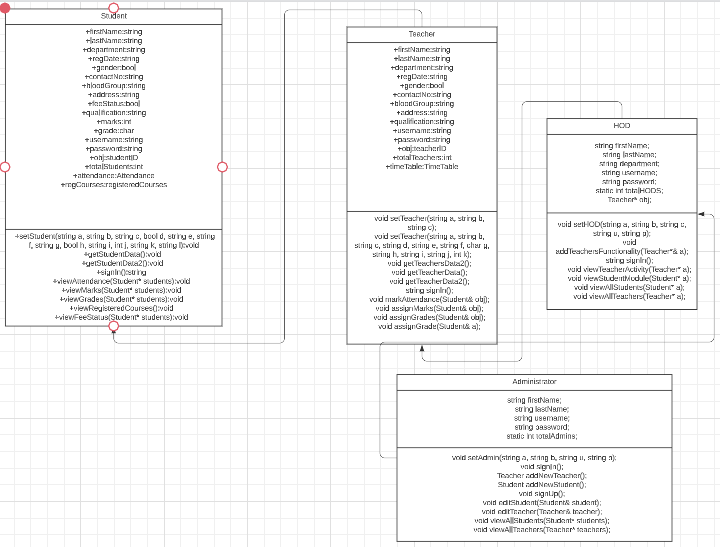 Student
+firstName:string
+lastName:string
+department:string
+regDate:string
+gender:bool
+contactNo:string
+bloodGroup:string
+address:string
+feeStatus:bool
+qualification:string
+marks:int
+grade:char
+username:string
+password:string
+obj:studentID
+totalStudents:int
+attendance:Attendance
+regCourses:registeredCourses
+setStudent(string a, string b, string c, bool d, string e, string
f, string g, bool h, string i, int j, string k, string l):void
+getStudentData():void
+getStudentData2():void
+signIn():string
+viewAttendance(Student* students):void
+viewMarks(Student* students):void
+viewGrades(Student* students):void
+viewRegisteredCourses():void
+viewFeeStatus(Student* students):void
Teacher
+firstName:string
+lastName:string
+department:string
+regDate:string
+gender:bool
+contactNo:string
+bloodGroup:string
+address:string
+qualification:string
+username:string
+password:string
+obj:teacherID
+totalTeachers:int
+timeTable:TimeTable
void setTeacher(string a, string b,
string c);
void setTeacher(string a, string b,
string c, string d, string e, string f, char g,
string h, string i, string j, int k);
void getTeachersData2();
void getTeacherData();
void getTeacherData2();
string signIn();
void markAttendance(Student& obj);
void assignMarks(Student& obj);
void assignGrades(Student& obj);
void assignGrade(Student& a);
HOD
string firstName;
string lastName;
string department;
string username;
string password;
static int totalHODS;
Teacher* obj;
void setHOD(string a, string b, string c,
string u, string p);
void
addTeachersFunctionality(Teacher*& a);
string signIn();
void viewTeacherActivity(Teacher* a);
void viewStudentModule(Student* a);
void viewAllStudents(Student* a);
void viewAllTeachers(Teacher* a);
Administrator
string firstName;
string lastName;
string username;
string password;
static int totalAdmins;
void setAdmin(string a, string b, string u, string p);
void signIn();
Teacher addNewTeacher();
Student addNewStudent();
void signUp();
void editStudent(Student& student);
void editTeacher(Teacher& teacher);
void viewAllStudents(Student* students);
void viewAllTeachers(Teacher* teachers);